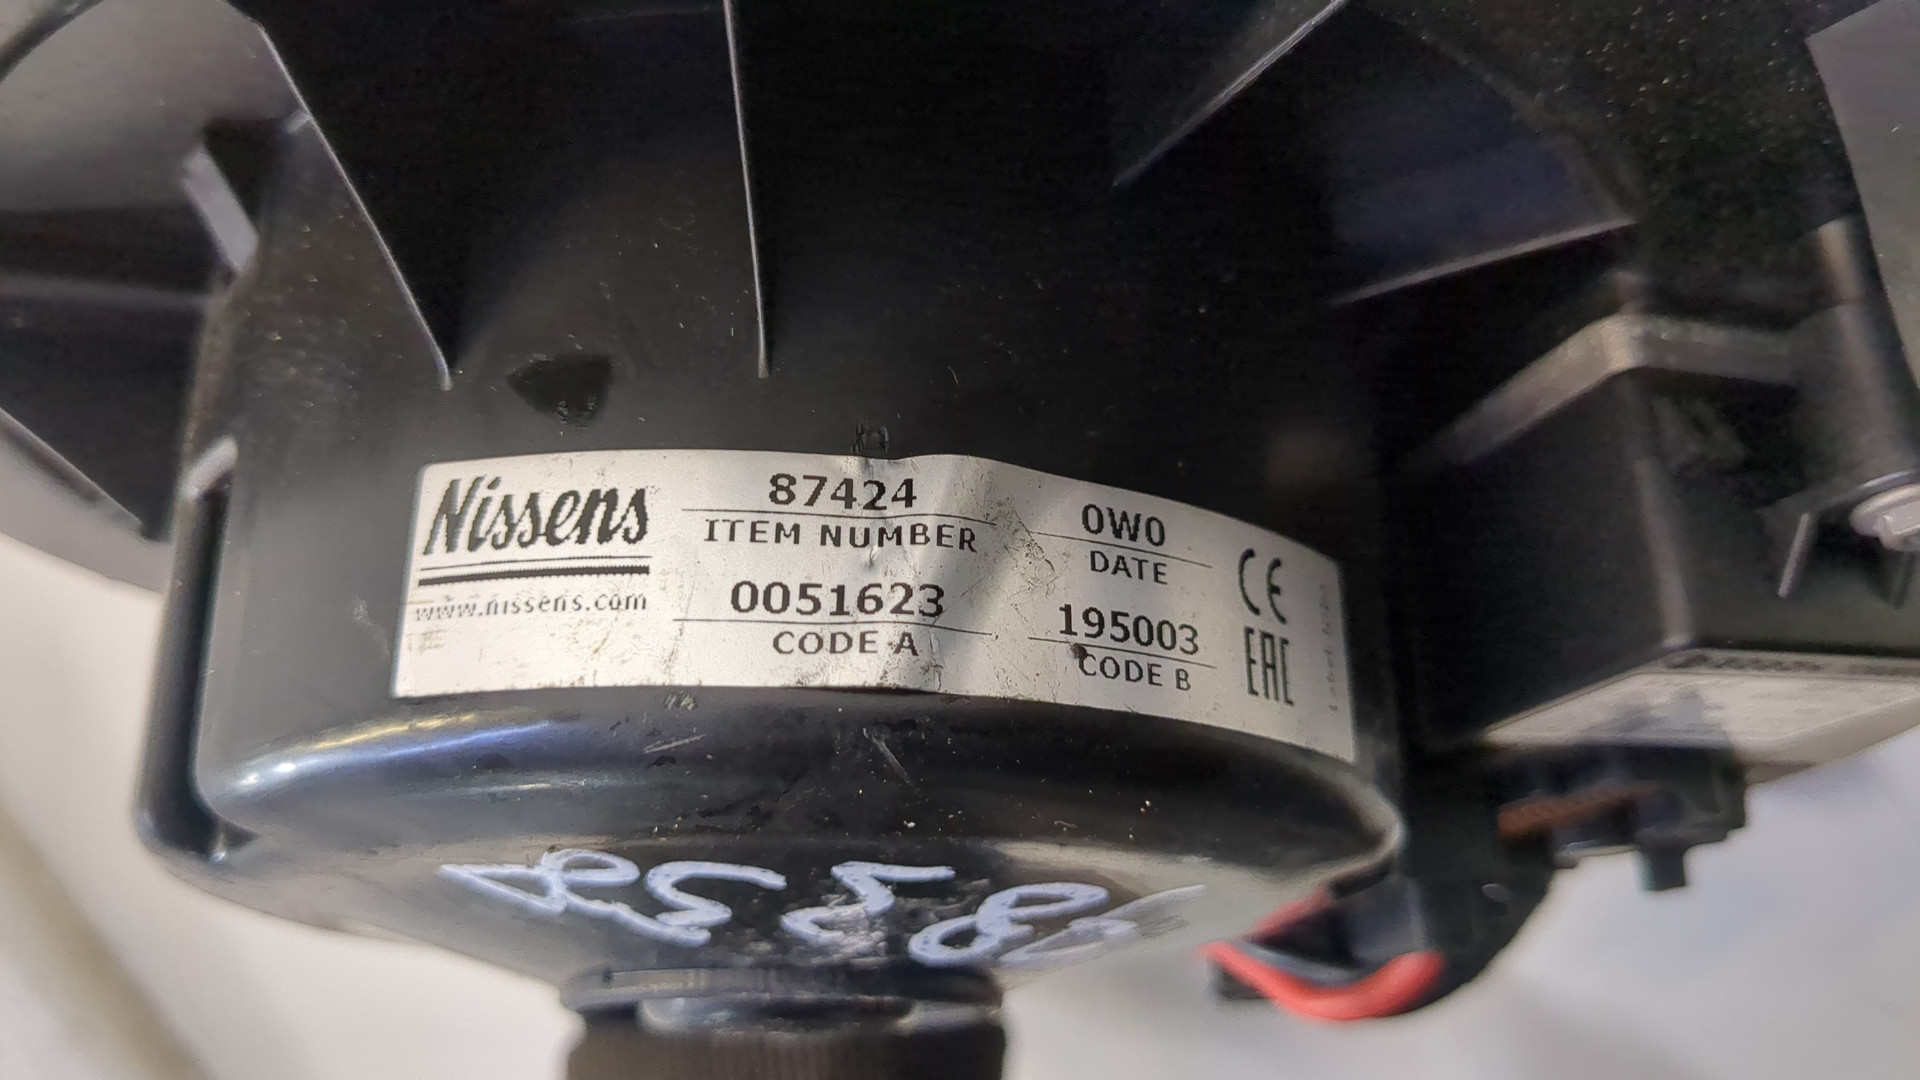 Nissens
www.nissens.com
87424
ITEM NUMBER
0051623
CODE A
0W0
DATE
195003
CODE B
CE
EAC